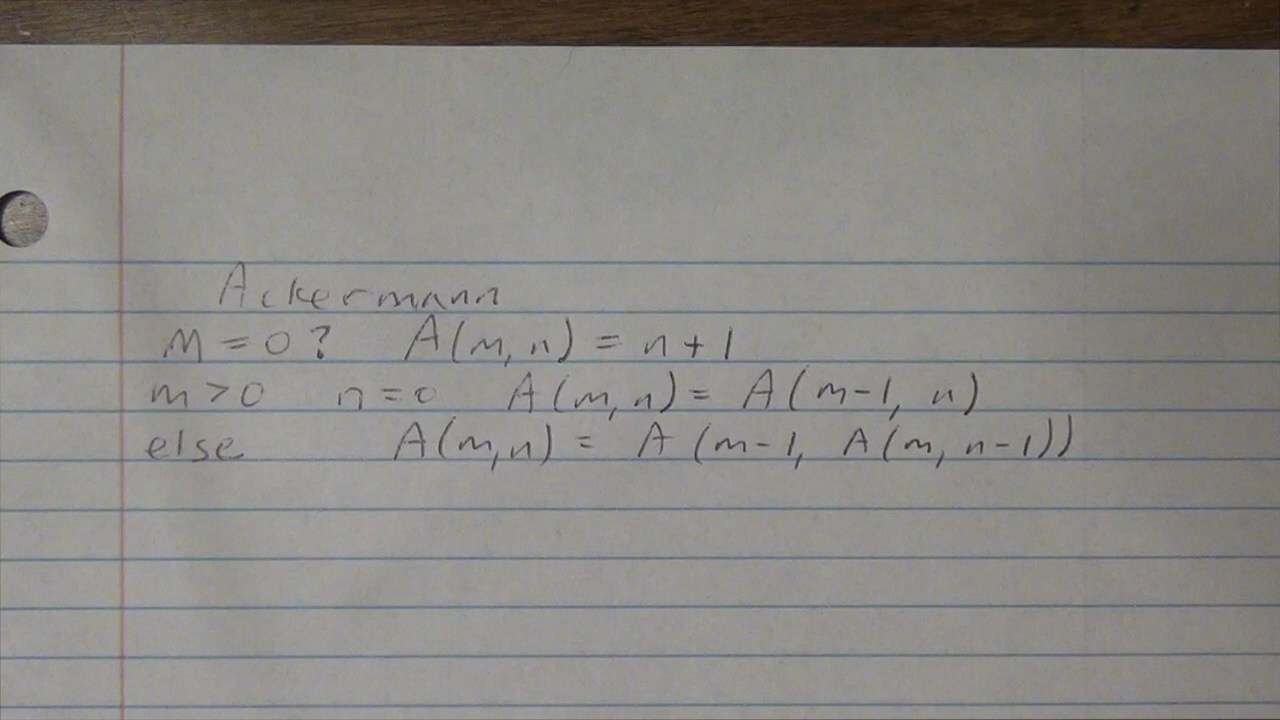 Ackermann
m = 0? A(m, n) = n + 1
m > 0 n = 0 A(m, n) = A(m-1, n)
else A(m, n) = A(m-1, A(m, n-1))